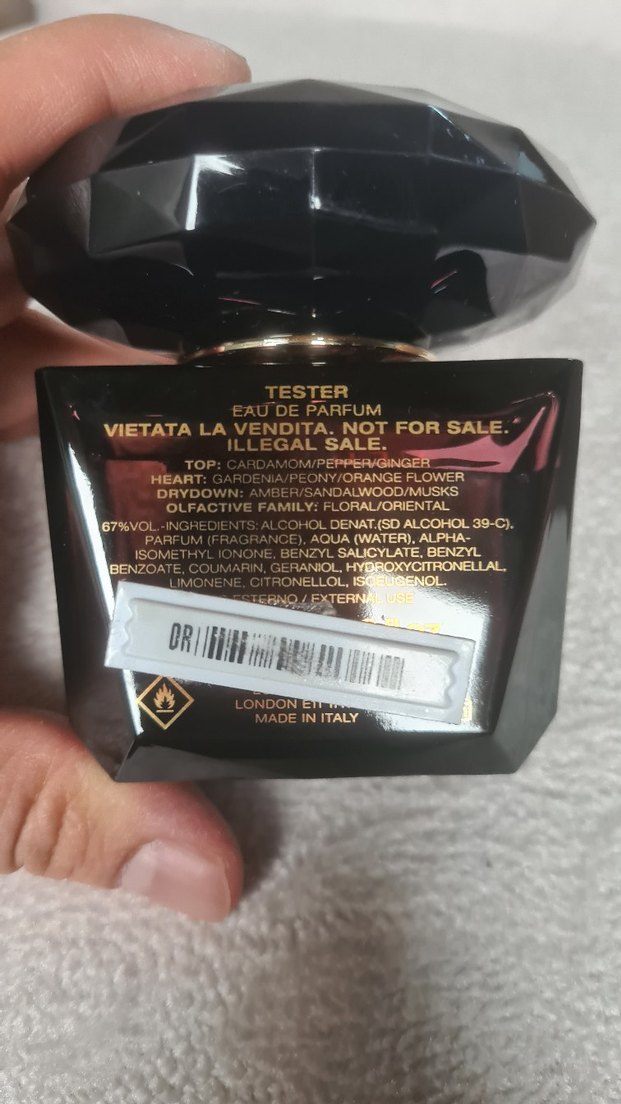 TESTER
EAU DE PARFUM
VIETATA LA VENDITA. NOT FOR SALE.
ILLEGAL SALE.
TOP: CARDAMOM/PEPPER/GINGER
HEART: GARDENIA/PEONY/ORANGE FLOWER
DRYDOWN: AMBER/SANDALWOOD/MUSKS
OLFACTIVE FAMILY: FLORAL/ORIENTAL
67%VOL.-INGREDIENTS: ALCOHOL DENAT.(SD ALCOHOL 39-C),
PARFUM (FRAGRANCE), AQUA (WATER), ALPHA-
ISOMETHYL IONONE, BENZYL SALICYLATE, BENZYL
BENZOATE, COUMARIN, GERANIOL, HYDROXYCITRONELLAL,
LIMONENE, CITRONELLOL, ISOEUGENOL.
ESTERNO / EXTERNAL USE
OR
LONDON
MADE IN ITALY